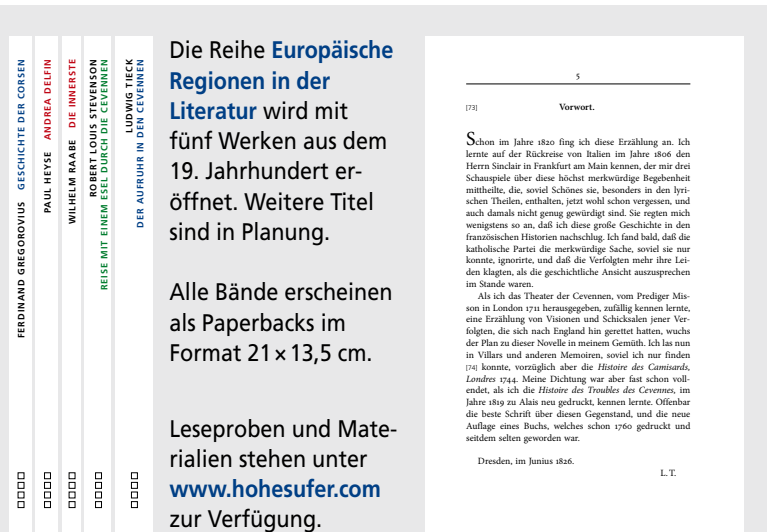 FERDINAND GREGOROVIUS GESCHICHTE DER CORSEN
PAUL HEYSE ANDREA DELFIN
WILHELM RAABE DIE INNERSTE
ROBERT LOUIS STEVENSON
REISE MIT EINEM ESEL DURCH DIE CEVENNEN
LUDWIG TIECK
DER AUFRUHR IN DEN CEVENNEN
Die Reihe Europäische
Regionen in der
Literatur wird mit
fünf Werken aus dem
19. Jahrhundert er-
öffnet. Weitere Titel
sind in Planung.
Alle Bände erscheinen
als Paperbacks im
Format 21 × 13,5 cm.
Leseproben und Mate-
rialien stehen unter
www.hohesufer.com
zur Verfügung.
5
[73] Vorwort.
Schon im Jahre 1820 fing ich diese Erzählung an. Ich
lernte auf der Rückreise von Italien im Jahre 1806 den
Herrn Sinclair in Frankfurt am Main kennen, der mir drei
Schauspiele über diese höchst merkwürdige Begebenheit
mittheilte, die, soviel Schönes sie, besonders in den lyri-
schen Theilen, enthalten, jetzt wohl schon vergessen, und
auch damals nicht genug gewürdigt sind. Sie regten mich
wenigstens so an, daß ich diese große Geschichte in den
französischen Historien nachschlug. Ich fand bald, daß die
katholische Partei die merkwürdige Sache, soviel sie nur
konnte, ignorirte, und daß die Verfolgten mehr ihre Lei-
den klagten, als die geschichtliche Ansicht auszusprechen
im Stande waren.
Als ich das Theater der Cevennen, vom Prediger Mis-
son in London 1711 herausgegeben, zufällig kennen lernte,
eine Erzählung von Visionen und Schicksalen jener Ver-
folgten, die sich nach England hin gerettet hatten, wuchs
der Plan zu dieser Novelle in meinem Gemüth. Ich las nun
in Villars und anderen Memoiren, soviel ich nur finden
[74] konnte, vorzüglich aber die Histoire des Camisards,
Londres 1744. Meine Dichtung war aber fast schon voll-
endet, als ich die Histoire des Troubles des Cevennes, im
Jahre 1819 zu Alais neu gedruckt, kennen lernte. Offenbar
die beste Schrift über diesen Gegenstand, und die neue
Auflage eines Buchs, welches schon 1760 gedruckt und
seitdem selten geworden war.
Dresden, im Junius 1826.
L. T.